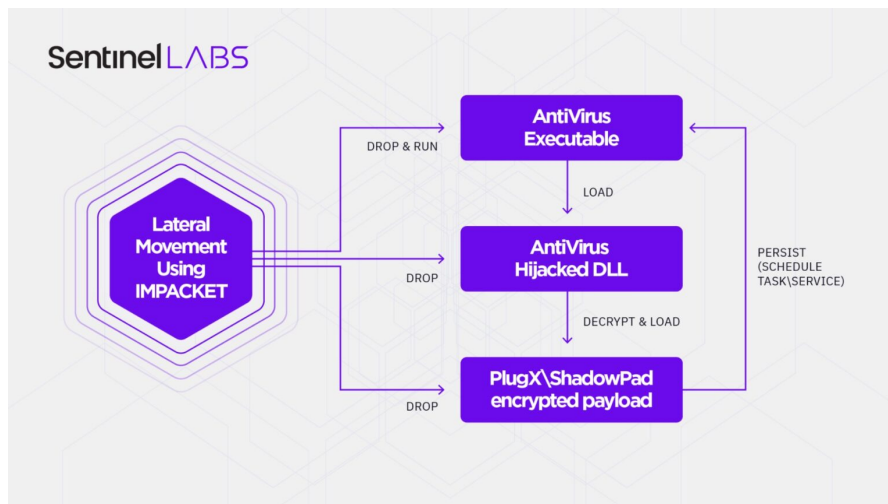 SentinelLABS
AntiVirus
Executable
DROP & RUN
LOAD
Lateral
Movement
Using
IMPACKET
AntiVirus
Hijacked DLL
DROP
PERSIST
(SCHEDULE
TASK\SERVICE)
DECRYPT & LOAD
PlugX\ShadowPad
encrypted payload
DROP